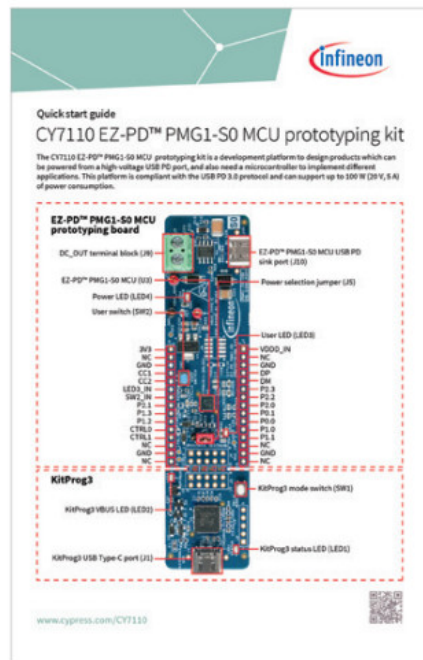 infineon
Quick start guide
CY7110 EZ-PD™ PMG1-S0 MCU prototyping kit
The CY7110 EZ-PD™ PMG1-S0 MCU prototyping kit is a development platform to design products which can
be powered from a high-voltage USB PD port, and also need a microcontroller to implement different
applications. This platform is compliant with the USB PD 3.0 protocol and can support up to 100 W (20 V, 5 A)
of power consumption.
EZ-PD™ PMG1-S0 MCU
prototyping board
DC_OUT terminal block (J9)
EZ-PD™ PMG1-S0 MCU USB PD
sink port (J10)
EZ-PD™ PMG1-S0 MCU (U3)
Power selection jumper (J5)
Power LED (LED4)
User switch (SW2)
infineon
User LED (LED3)
3V3 VDDD_IN
NC NC
GND GND
CC1 DP
CC2 DM
LED3_IN P2.3
SW2_IN P2.2
P2.1 P2.0
P1.3 P0.1
P1.2 P0.0
CTRL0 P1.0
CTRL1 P1.1
NC NC
GND GND
NC NC
KitProg3
KitProg3 mode switch (SW1)
KitProg3 VBUS LED (LED2)
KitProg3 status LED (LED1)
KitProg3 USB Type-C port (J1)
www.cypress.com/CY7110